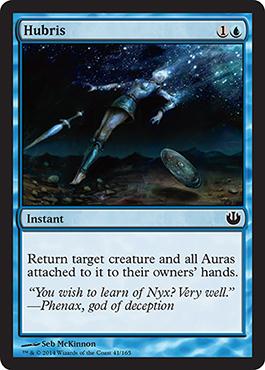 Hubris 1
Instant
Return target creature and all Auras
attached to it to their owners' hands.
“You wish to learn of Nyx? Very well.”
—Phenax, god of deception
Seb McKinnon
™ & © 2014 Wizards of the Coast 41/165